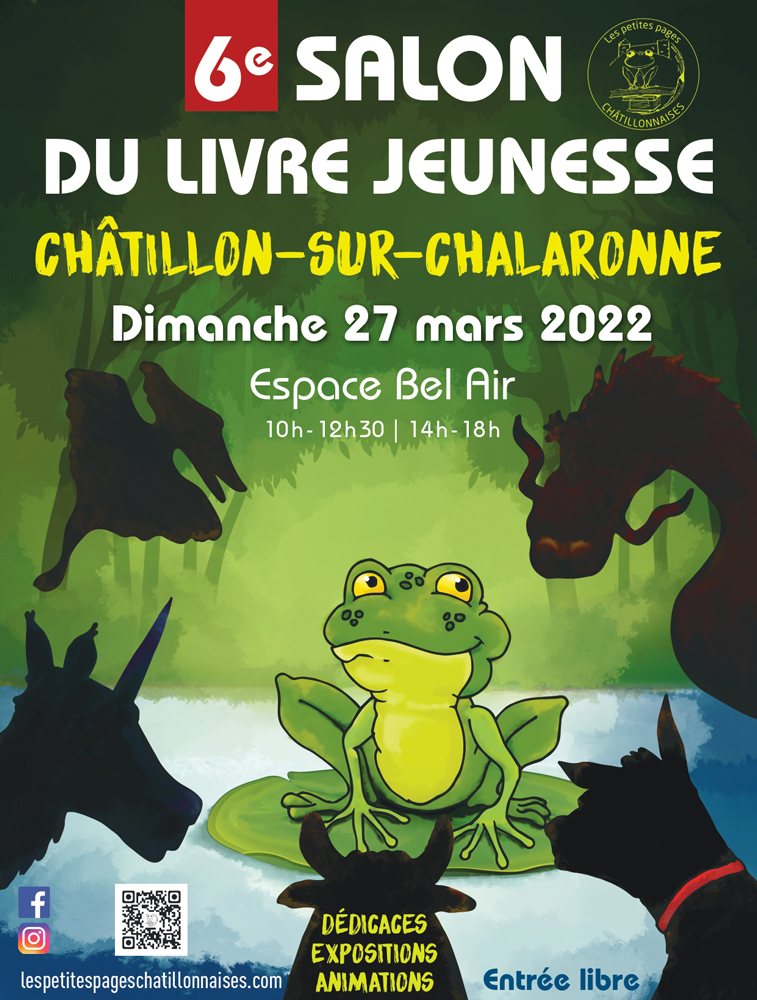 6e SALON
Les petites pages
CHÂTILLONNAISES
DU LIVRE JEUNESSE
CHÂTILLON-SUR-CHALARONNE
Dimanche 27 mars 2022
Espace Bel Air
10h-12h30 | 14h-18h
DÉDICACES
EXPOSITIONS
ANIMATIONS
lespetitespageschatillonnaises.com
Entrée libre